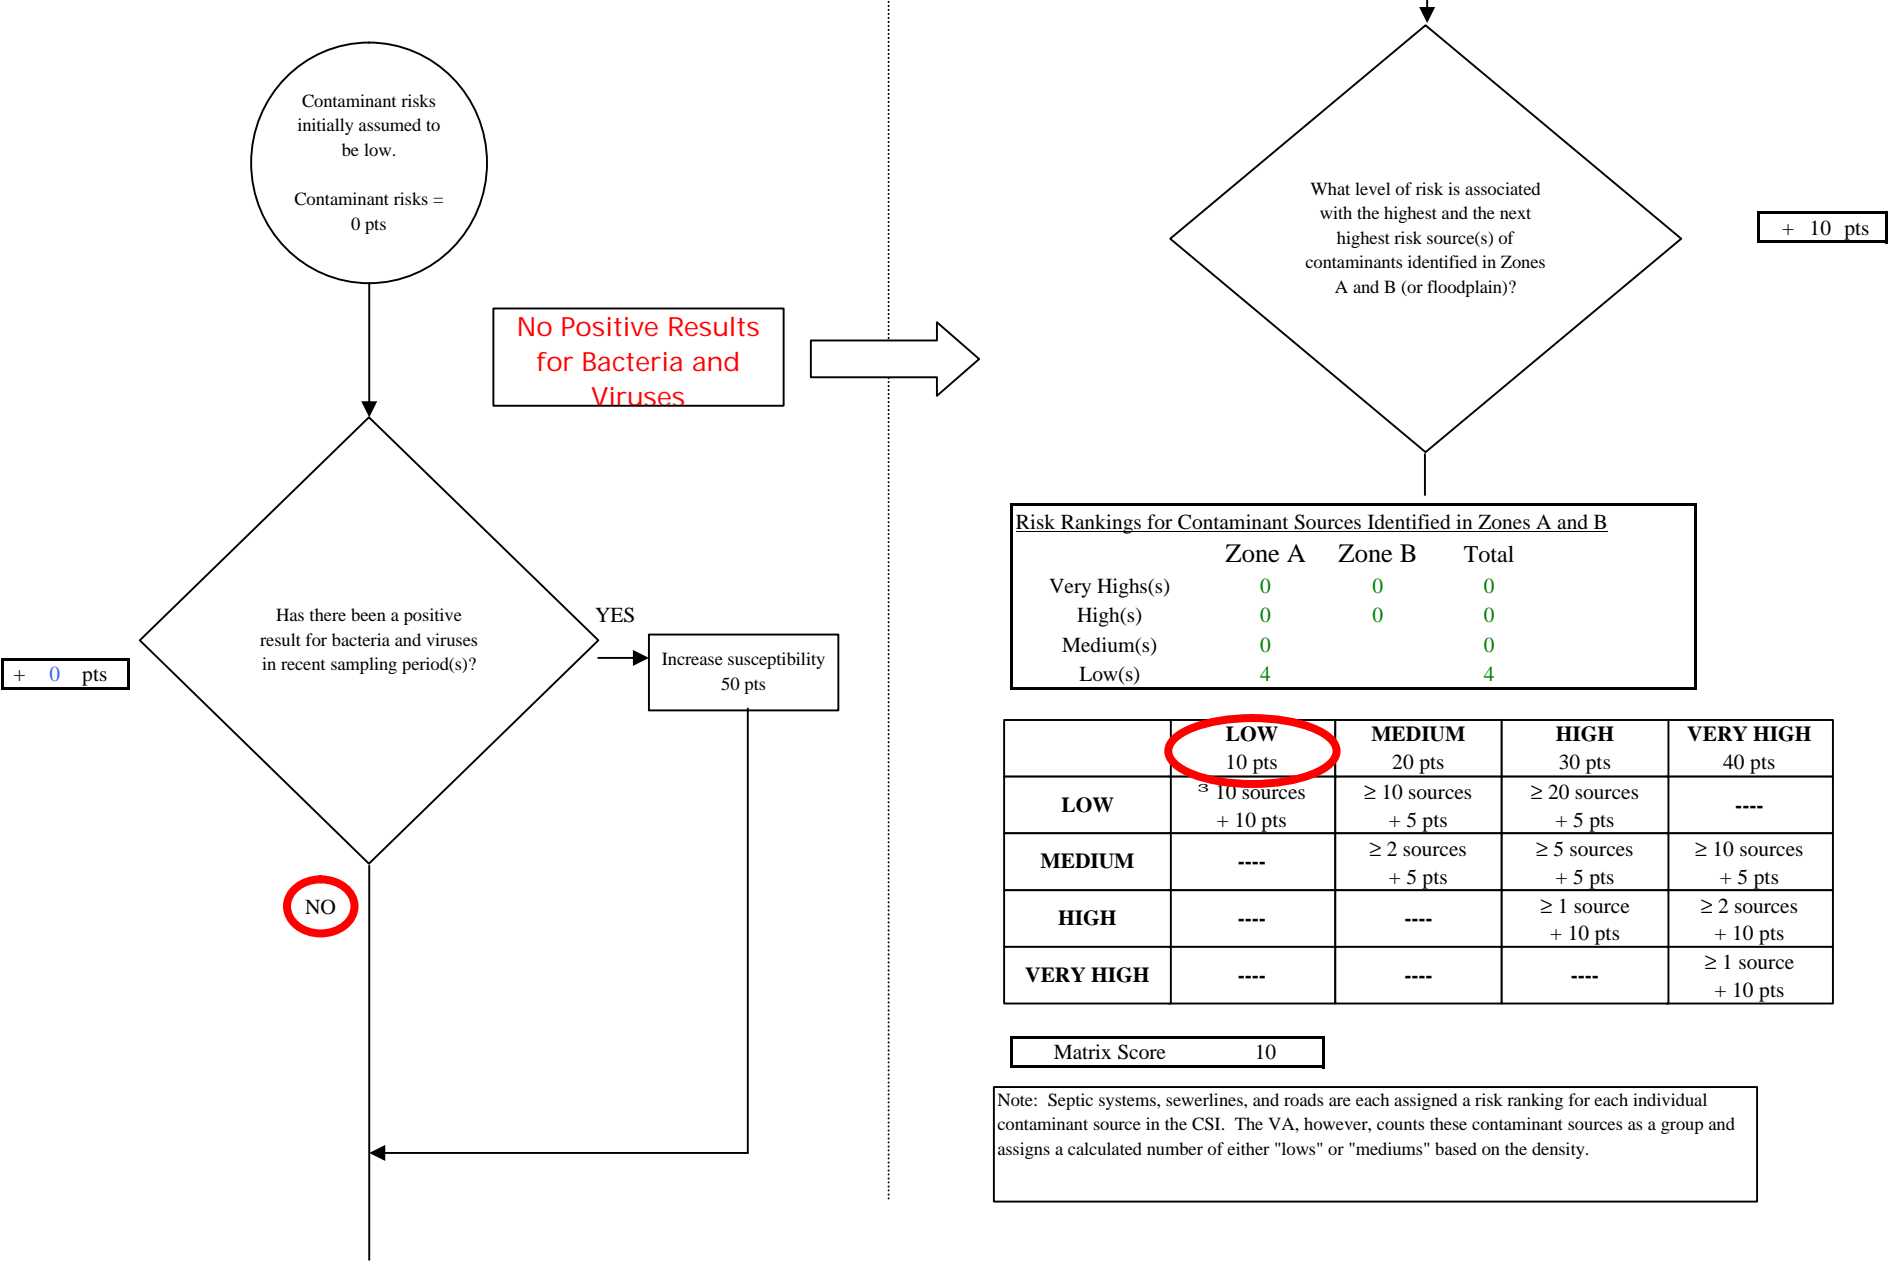 Contaminant risks
initially assumed to
be low.
Contaminant risks =
0 pts
No Positive Results
for Bacteria and
Viruses
Has there been a positive
result for bacteria and viruses
in recent sampling period(s)?
YES
Increase susceptibility
50 pts
+ 0 pts
NO
What level of risk is associated
with the highest and the next
highest risk source(s) of
contaminants identified in Zones
A and B (or floodplain)?
+ 10 pts
Risk Rankings for Contaminant Sources Identified in Zones A and B
Zone A Zone B Total
Very Highs(s) 0 0 0
High(s) 0 0 0
Medium(s) 0 0
Low(s) 4 4
LOW MEDIUM HIGH VERY HIGH
10 pts 20 pts 30 pts 40 pts
LOW ³ 10 sources ≥ 10 sources ≥ 20 sources ----
+ 10 pts + 5 pts + 5 pts
MEDIUM ---- ≥ 2 sources ≥ 5 sources ≥ 10 sources
+ 5 pts + 5 pts + 5 pts
HIGH ---- ---- ≥ 1 source ≥ 2 sources
+ 10 pts + 10 pts
VERY HIGH ---- ---- ---- ≥ 1 source
+ 10 pts
Matrix Score 10
Note: Septic systems, sewerlines, and roads are each assigned a risk ranking for each individual
contaminant source in the CSI. The VA, however, counts these contaminant sources as a group and
assigns a calculated number of either "lows" or "mediums" based on the density.